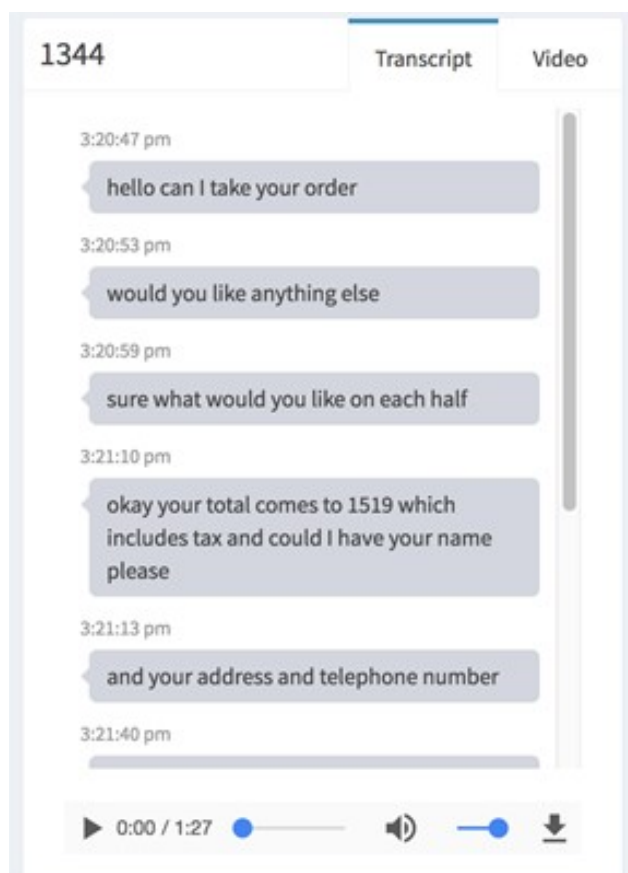 1344
Transcript
Video
3:20:47 pm
hello can I take your order
3:20:53 pm
would you like anything else
3:20:59 pm
sure what would you like on each half
3:21:10 pm
okay your total comes to 1519 which
includes tax and could I have your name
please
3:21:13 pm
and your address and telephone number
3:21:40 pm
0:00 / 1:27